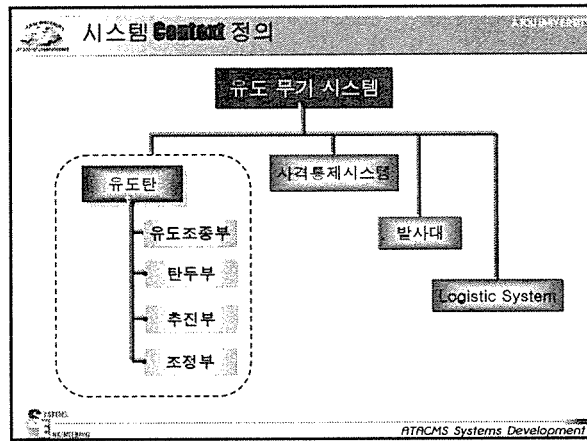 시스템 Context 정의
AJOU UNIVERSITY
유도 무기 시스템
유도탄
사격통제시스템
유도조종부
발사대
탄두부
Logistic System
추진부
조정부
ATACMS Systems Development